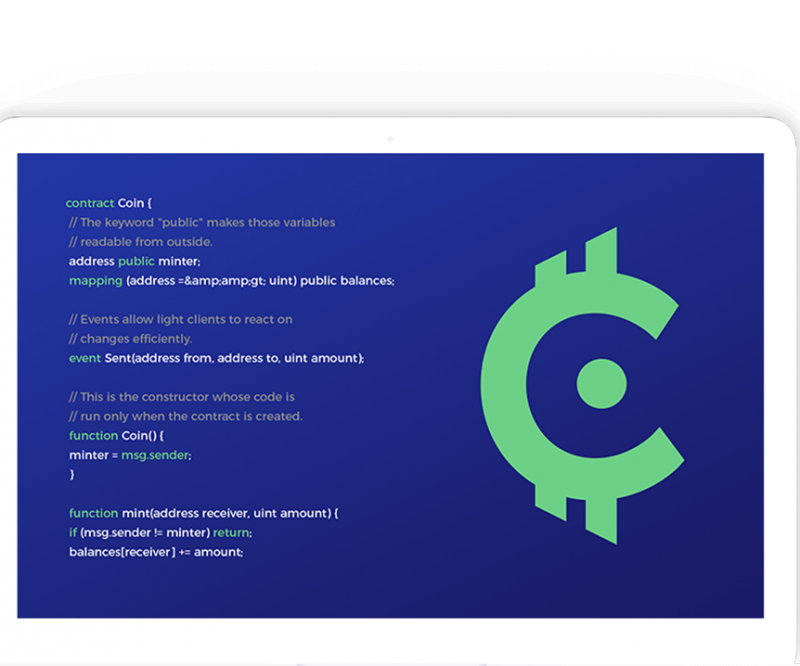 contract Coin {
// The keyword "public" makes those variables
// readable from outside.
address public minter;
mapping (address =&amp;amp;gt; uint) public balances;
// Events allow light clients to react on
// changes efficiently.
event Sent(address from, address to, uint amount);
// This is the constructor whose code is
// run only when the contract is created.
function Coin() {
minter = msg.sender;
}
function mint(address receiver, uint amount) {
if (msg.sender != minter) return;
balances[receiver] += amount;